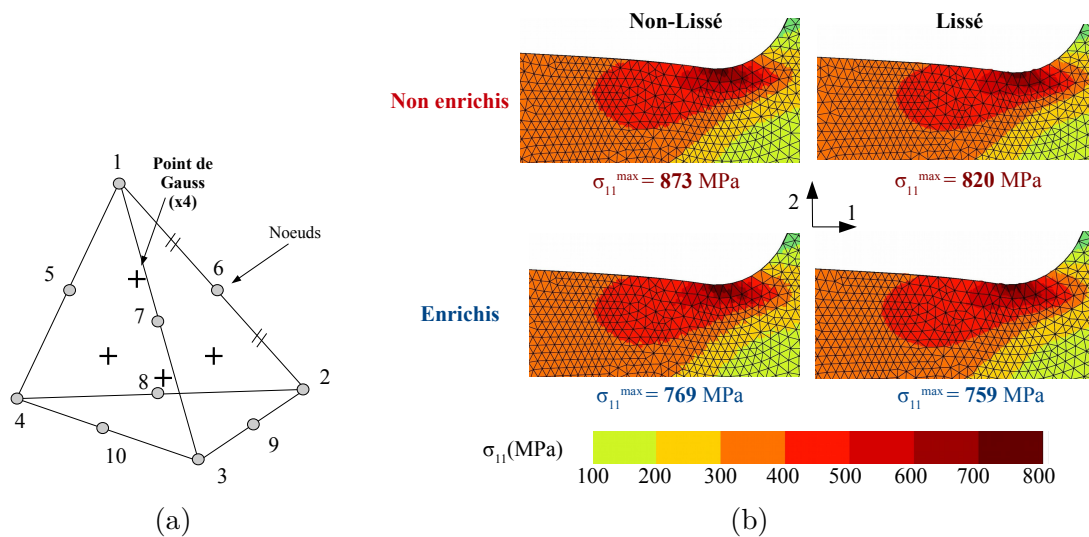 1
Point de
Gauss
(x4)
Noeuds
5
6
7
8
2
4
9
10
3
(a)
Non-Lissé
Lissé
Non enrichis
σ₁₁ᵐᵃˣ = 873 MPa
σ₁₁ᵐᵃˣ = 820 MPa
2
1
Enrichis
σ₁₁ᵐᵃˣ = 769 MPa
σ₁₁ᵐᵃˣ = 759 MPa
σ₁₁(MPa)
100 200 300 400 500 600 700 800
(b)